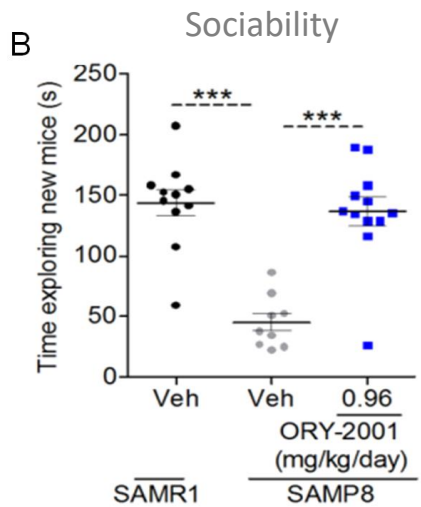 Sociability
B
Time exploring new mice (s)
250
200
150
100
50
0
***
***
Veh
Veh
0.96
ORY-2001
(mg/kg/day)
SAMR1
SAMP8